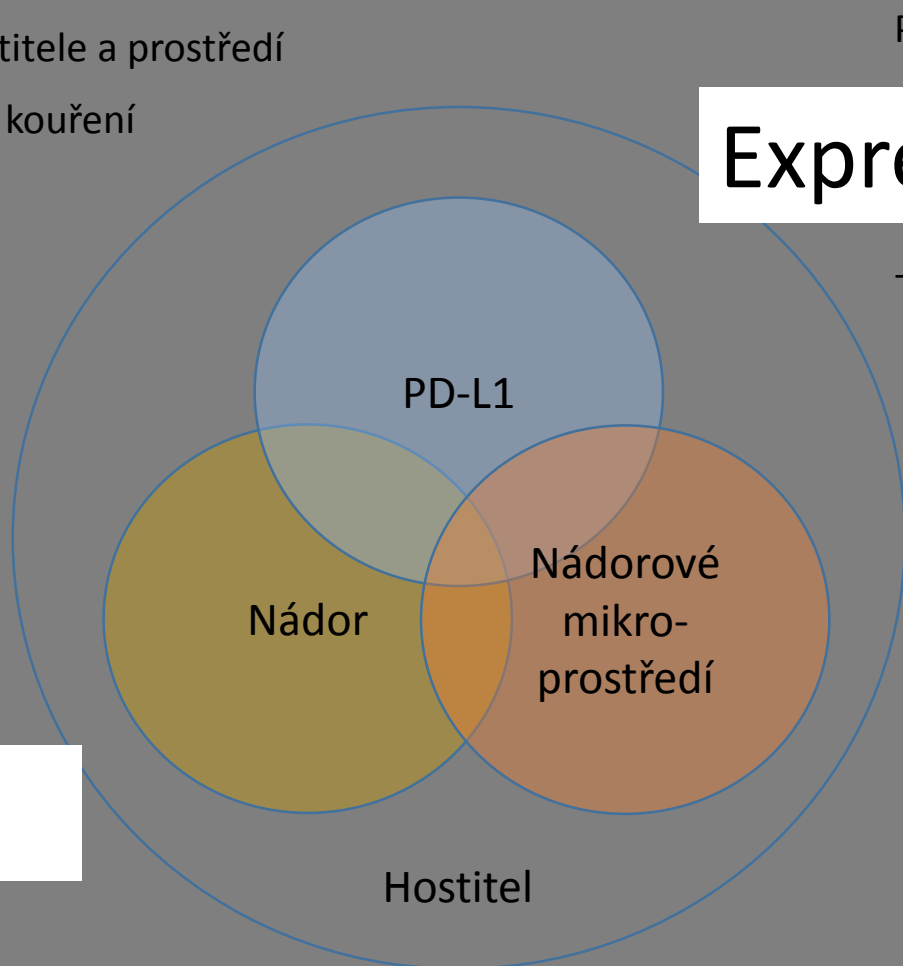 titele a prostředí
kouření
Expre
PD-L1
Nádor
Nádorové
mikro-
prostředí
Hostitel